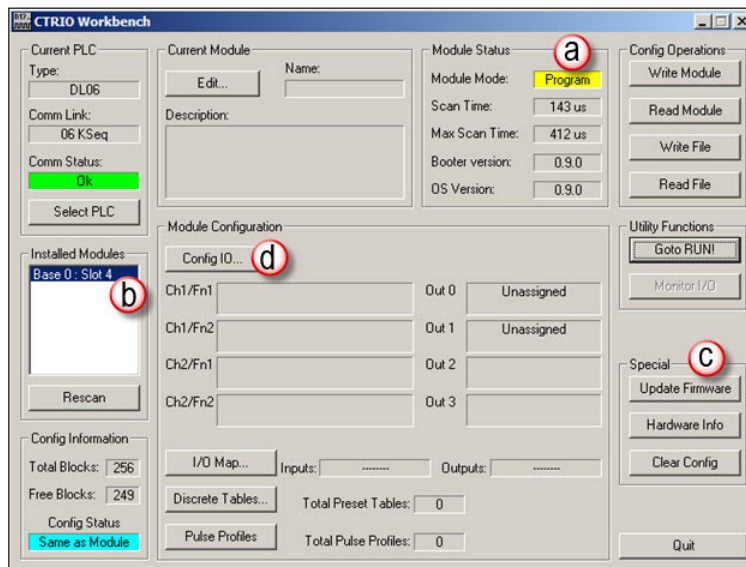 CTRIO Workbench
Current PLC
Type:
DL06
Comm Link:
06 KSeq
Comm Status:
Ok
Select PLC
Current Module
Edit...
Name:
Description:
Module Status
a
Module Mode: Program
Scan Time: 143 us
Max Scan Time: 412 us
Booter version: 0.9.0
OS Version: 0.9.0
Config Operations
Write Module
Read Module
Write File
Read File
Installed Modules
Base 0 : Slot 4
b
Rescan
Module Configuration
Config IO...
d
Ch1/Fn1
Out 0 Unassigned
Ch1/Fn2
Out 1 Unassigned
Ch2/Fn1
Out 2
Ch2/Fn2
Out 3
Utility Functions
Goto RUN!
Monitor I/O
Special
c
Update Firmware
Hardware Info
Clear Config
Config Information
Total Blocks: 256
Free Blocks: 249
Config Status
Same as Module
I/O Map...
Inputs: --------
Outputs: --------
Discrete Tables...
Total Preset Tables: 0
Pulse Profiles
Total Pulse Profiles: 0
Quit